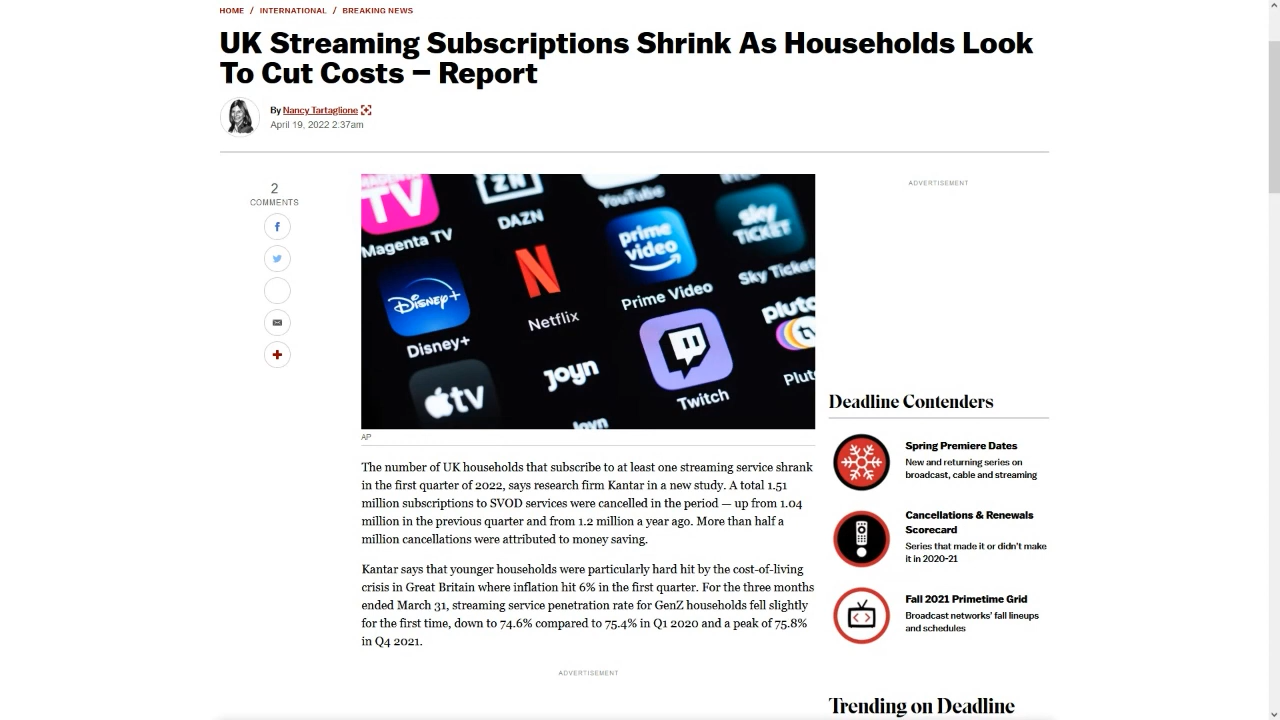 HOME / INTERNATIONAL / BREAKING NEWS
UK Streaming Subscriptions Shrink As Households Look
To Cut Costs – Report
By Nancy Tartaglione
April 19, 2022 2:37am
2
COMMENTS
TV
Magenta TV
DAZN
YouTube
sky
TICKET
Sky Ticket
prime
video
Prime Video
Disney+
Disney+
Netflix
pluto
tv
Plut
tv
joyn
Joyn
Twitch
AP
The number of UK households that subscribe to at least one streaming service shrank
in the first quarter of 2022, says research firm Kantar in a new study. A total 1.51
million subscriptions to SVOD services were cancelled in the period — up from 1.04
million in the previous quarter and from 1.2 million a year ago. More than half a
million cancellations were attributed to money saving.
Kantar says that younger households were particularly hard hit by the cost-of-living
crisis in Great Britain where inflation hit 6% in the first quarter. For the three months
ended March 31, streaming service penetration rate for GenZ households fell slightly
for the first time, down to 74.6% compared to 75.4% in Q1 2020 and a peak of 75.8%
in Q4 2021.
ADVERTISEMENT
ADVERTISEMENT
Deadline Contenders
Spring Premiere Dates
New and returning series on
broadcast, cable and streaming
Cancellations & Renewals
Scorecard
Series that made it or didn't make
it in 2020-21
Fall 2021 Primetime Grid
Broadcast networks' fall lineups
and schedules
Trending on Deadline